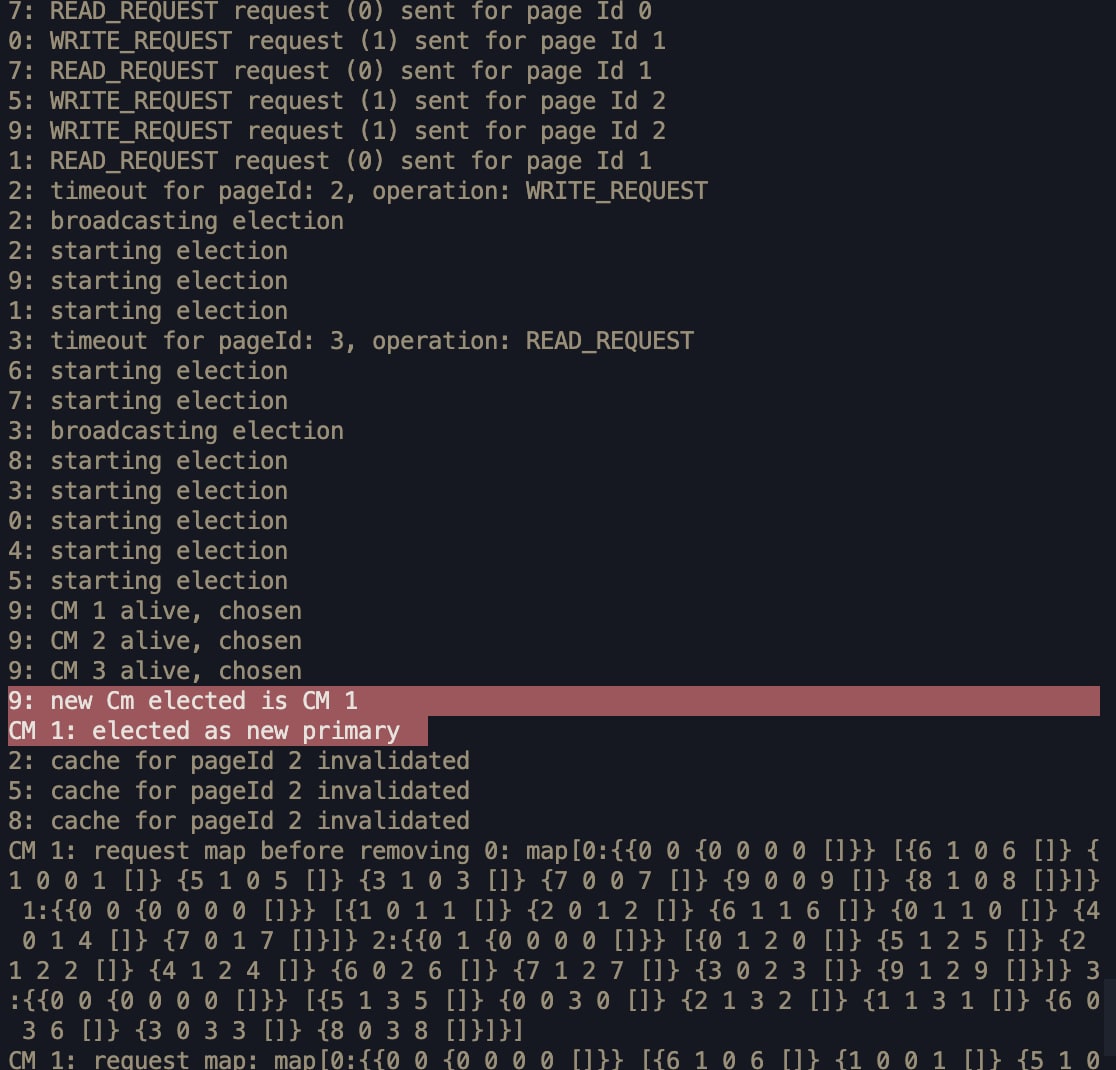 7: READ_REQUEST request (0) sent for page Id 0
0: WRITE_REQUEST request (1) sent for page Id 1
7: READ_REQUEST request (0) sent for page Id 1
5: WRITE_REQUEST request (1) sent for page Id 2
9: WRITE_REQUEST request (1) sent for page Id 2
1: READ_REQUEST request (0) sent for page Id 1
2: timeout for pageId: 2, operation: WRITE_REQUEST
2: broadcasting election
2: starting election
9: starting election
1: starting election
3: timeout for pageId: 3, operation: READ_REQUEST
6: starting election
7: starting election
3: broadcasting election
8: starting election
3: starting election
0: starting election
4: starting election
5: starting election
9: CM 1 alive, chosen
9: CM 2 alive, chosen
9: CM 3 alive, chosen
9: new Cm elected is CM 1
CM 1: elected as new primary
2: cache for pageId 2 invalidated
5: cache for pageId 2 invalidated
8: cache for pageId 2 invalidated
CM 1: request map before removing 0: map[0:{{0 0 {0 0 0 0 []}} [{6 1 0 6 []} {
1 0 0 1 []} {5 1 0 5 []} {3 1 0 3 []} {7 0 0 7 []} {9 0 0 9 []} {8 1 0 8 []}]}
 1:{{0 0 {0 0 0 0 []}} [{1 0 1 1 []} {2 0 1 2 []} {6 1 1 6 []} {0 1 1 0 []} {4
 0 1 4 []} {7 0 1 7 []}]} 2:{{0 1 {0 0 0 0 []}} [{0 1 2 0 []} {5 1 2 5 []} {2
1 2 2 []} {4 1 2 4 []} {6 0 2 6 []} {7 1 2 7 []} {3 0 2 3 []} {9 1 2 9 []}]} 3
:{{0 0 {0 0 0 0 []}} [{5 1 3 5 []} {0 0 3 0 []} {2 1 3 2 []} {1 1 3 1 []} {6 0
 3 6 []} {3 0 3 3 []} {8 0 3 8 []}]}]
CM 1: request map: map[0:{{0 0 {0 0 0 0 []}} [{6 1 0 6 []} {1 0 0 1 []} {5 1 0